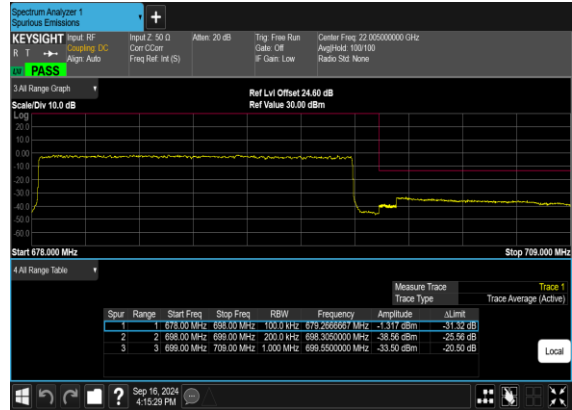 Spectrum Analyzer 1
Spurious Emissions
KEYSIGHT Input: RF Input Z: 50 Ω Atten: 20 dB Trig: Free Run Center Freq: 22.005000000 GHz
R T Coupling: DC Corr CCorr Gate: Off Avg|Hold: 100/100
Align: Auto Freq Ref: Int (S) IF Gain: Low Radio Std: None
PASS
3 All Range Graph
Ref Lvl Offset 24.60 dB
Scale/Div 10.0 dB Ref Value 30.00 dBm
Log
20.0
10.0
0.00
-10.0
-20.0
-30.0
-40.0
-50.0
-60.0
Start 678.000 MHz Stop 709.000 MHz
4 All Range Table
Measure Trace Trace 1
Trace Type Trace Average (Active)
Spur Range Start Freq Stop Freq RBW Frequency Amplitude ΔLimit
1 1 678.00 MHz 698.00 MHz 100.0 kHz 679.2666667 MHz -1.317 dBm -31.32 dB
2 2 698.00 MHz 699.00 MHz 200.0 kHz 698.3050000 MHz -38.56 dBm -25.56 dB
3 3 699.00 MHz 709.00 MHz 1.000 MHz 699.5500000 MHz -33.50 dBm -20.50 dB
Local
Sep 16, 2024
4:15:29 PM